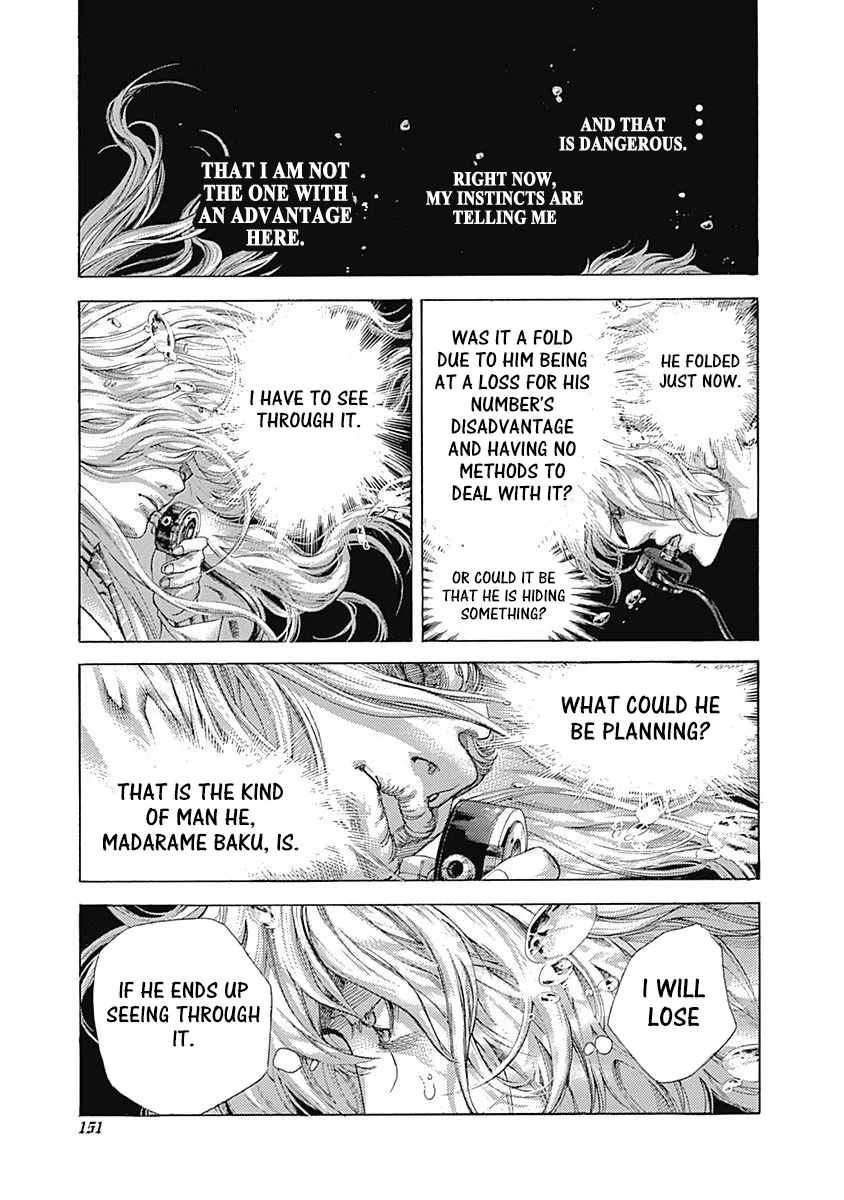 AND THAT
IS DANGEROUS.
RIGHT NOW,
MY INSTINCTS ARE
TELLING ME
THAT I AM NOT
THE ONE WITH
AN ADVANTAGE
HERE.
HE FOLDED
JUST NOW.
WAS IT A FOLD
DUE TO HIM BEING
AT A LOSS FOR HIS
NUMBER'S
DISADVANTAGE
AND HAVING NO
METHODS TO
DEAL WITH IT?
OR COULD IT BE
THAT HE IS HIDING
SOMETHING?
I HAVE TO SEE
THROUGH IT.
WHAT COULD HE
BE PLANNING?
THAT IS THE KIND
OF MAN HE,
MADARAME BAKU, IS.
I WILL
LOSE
IF HE ENDS UP
SEEING THROUGH
IT.
151